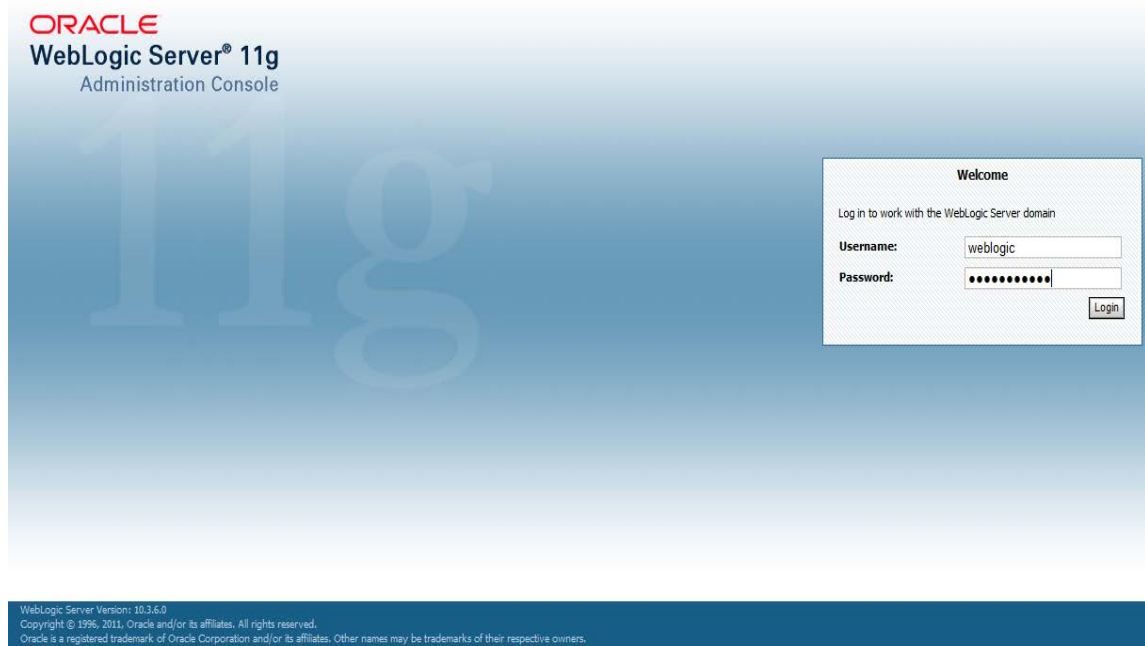 ORACLE
WebLogic Server® 11g
Administration Console
11g
Welcome
Log in to work with the WebLogic Server domain
Username: weblogic
Password: ●●●●●●●●●●●
Login
WebLogic Server Version: 10.3.6.0
Copyright © 1996, 2011, Oracle and/or its affiliates. All rights reserved.
Oracle is a registered trademark of Oracle Corporation and/or its affiliates. Other names may be trademarks of their respective owners.